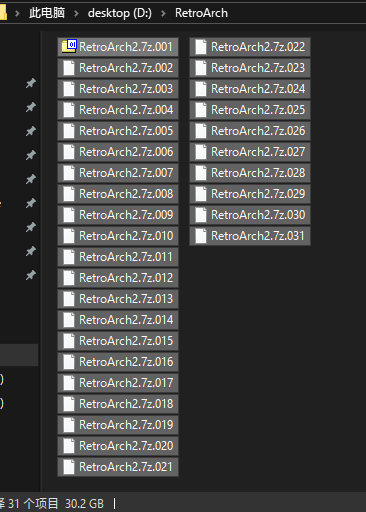 此电脑 › desktop (D:) › RetroArch
RetroArch2.7z.001
RetroArch2.7z.002
RetroArch2.7z.003
RetroArch2.7z.004
RetroArch2.7z.005
RetroArch2.7z.006
RetroArch2.7z.007
RetroArch2.7z.008
RetroArch2.7z.009
RetroArch2.7z.010
RetroArch2.7z.011
RetroArch2.7z.012
RetroArch2.7z.013
RetroArch2.7z.014
RetroArch2.7z.015
RetroArch2.7z.016
RetroArch2.7z.017
RetroArch2.7z.018
RetroArch2.7z.019
RetroArch2.7z.020
RetroArch2.7z.021
RetroArch2.7z.022
RetroArch2.7z.023
RetroArch2.7z.024
RetroArch2.7z.025
RetroArch2.7z.026
RetroArch2.7z.027
RetroArch2.7z.028
RetroArch2.7z.029
RetroArch2.7z.030
RetroArch2.7z.031
)
)
择 31 个项目 30.2 GB